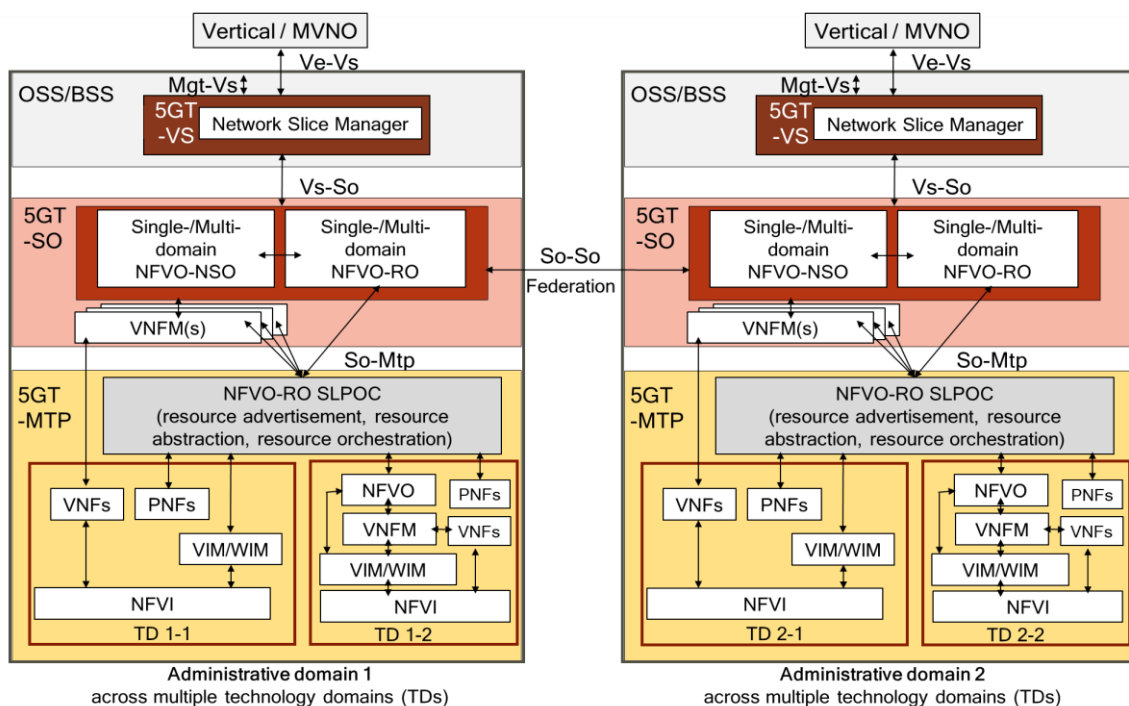 Vertical / MVNO
Ve-Vs
Mgt-Vs
OSS/BSS
5GT
-VS
Network Slice Manager
Vs-So
5GT
-SO
Single-/Multi-
domain
NFVO-NSO
Single-/Multi-
domain
NFVO-RO
VNFM(s)
So-Mtp
5GT
-MTP
NFVO-RO SLPOC
(resource advertisement, resource
abstraction, resource orchestration)
VNFs
PNFs
VIM/WIM
NFVI
TD 1-1
NFVO
PNFs
VNFM
VNFs
VIM/WIM
NFVI
TD 1-2
Administrative domain 1
across multiple technology domains (TDs)
So-So
Federation
Vertical / MVNO
Ve-Vs
Mgt-Vs
OSS/BSS
5GT
-VS
Network Slice Manager
Vs-So
5GT
-SO
Single-/Multi-
domain
NFVO-NSO
Single-/Multi-
domain
NFVO-RO
VNFM(s)
So-Mtp
5GT
-MTP
NFVO-RO SLPOC
(resource advertisement, resource
abstraction, resource orchestration)
VNFs
PNFs
VIM/WIM
NFVI
TD 2-1
NFVO
PNFs
VNFM
VNFs
VIM/WIM
NFVI
TD 2-2
Administrative domain 2
across multiple technology domains (TDs)